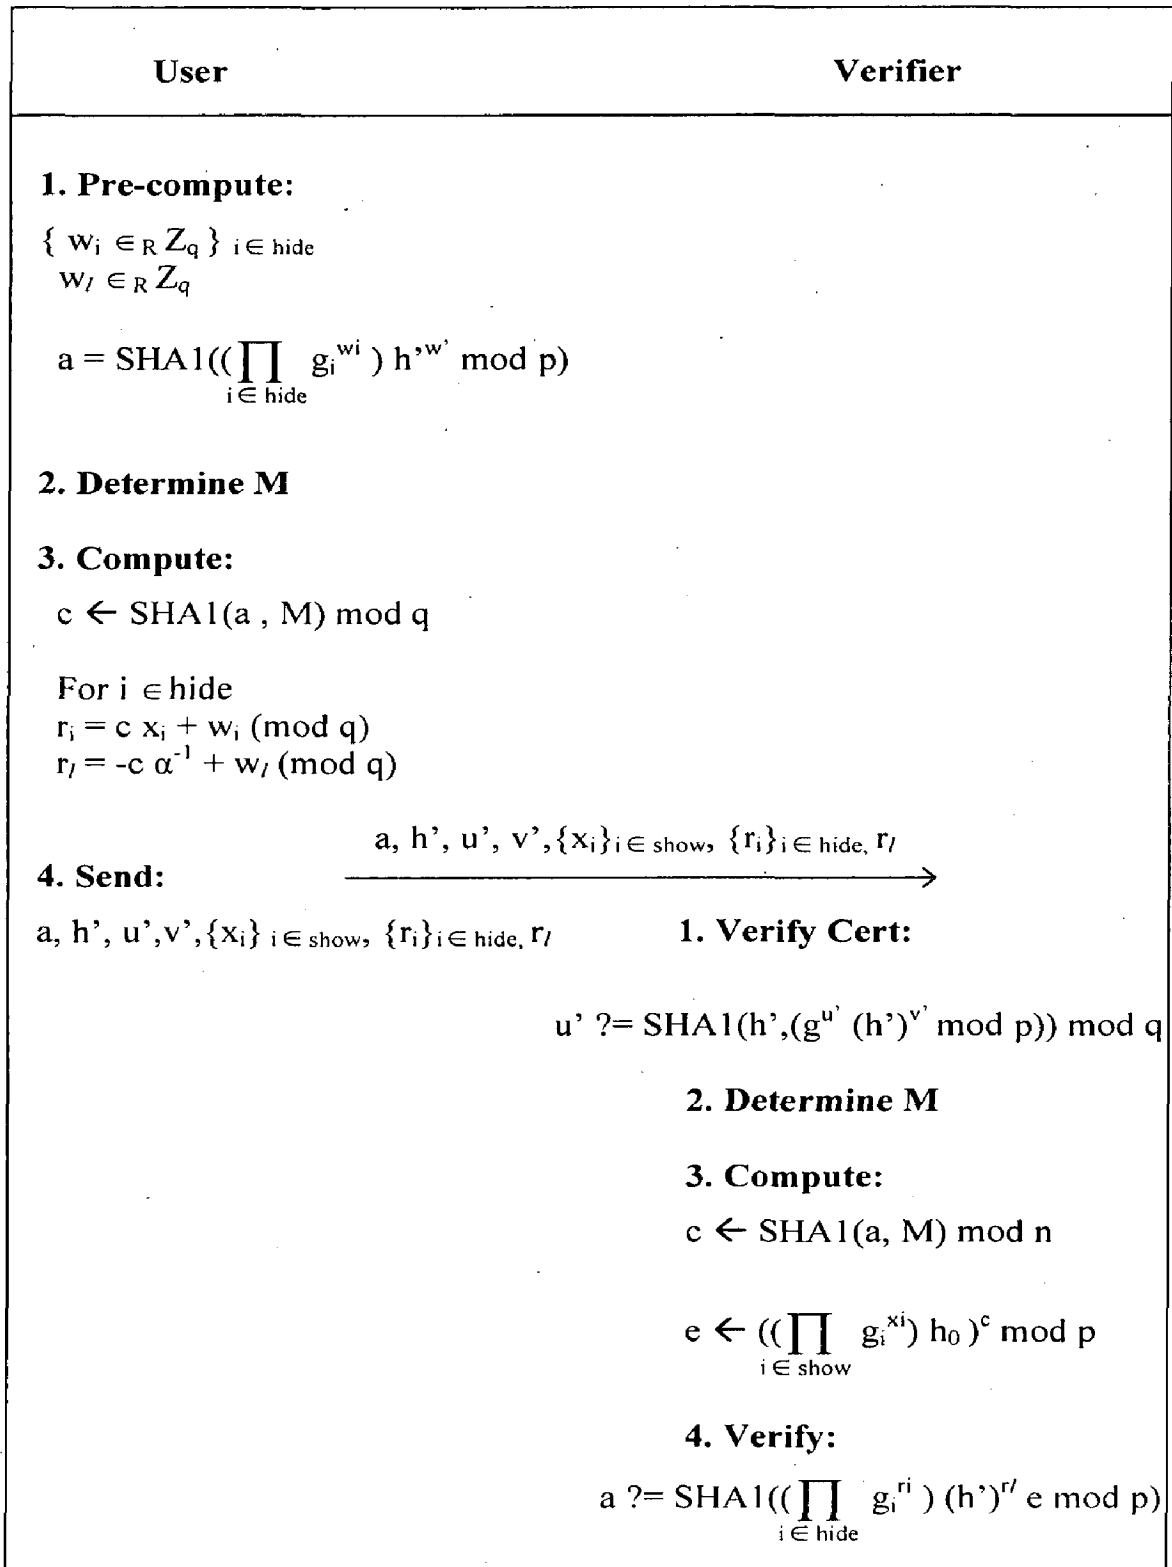 User Verifier
1. Pre-compute:
{ wᵢ ∈ R Zq } i ∈ hide
wₗ ∈ R Zq
a = SHA1((∏ gᵢ^wi ) h’^w’ mod p)
i ∈ hide
2. Determine M
3. Compute:
c ← SHA1(a , M) mod q
For i ∈ hide
rᵢ = c xᵢ + wᵢ (mod q)
rₗ = -c α⁻¹ + wₗ (mod q)
a, h’, u’, v’,{xᵢ}i ∈ show, {rᵢ}i ∈ hide, rₗ
4. Send:
a, h’, u’,v’,{xᵢ} i ∈ show, {rᵢ}i ∈ hide, rₗ
1. Verify Cert:
u’ ?= SHA1(h’,(g^u’ (h’)^v’ mod p)) mod q
2. Determine M
3. Compute:
c ← SHA1(a, M) mod n
e ← ((∏ gᵢ^xi) h₀ )^c mod p
i ∈ show
4. Verify:
a ?= SHA1((∏ gᵢ^ri ) (h’)^rl e mod p)
i ∈ hide